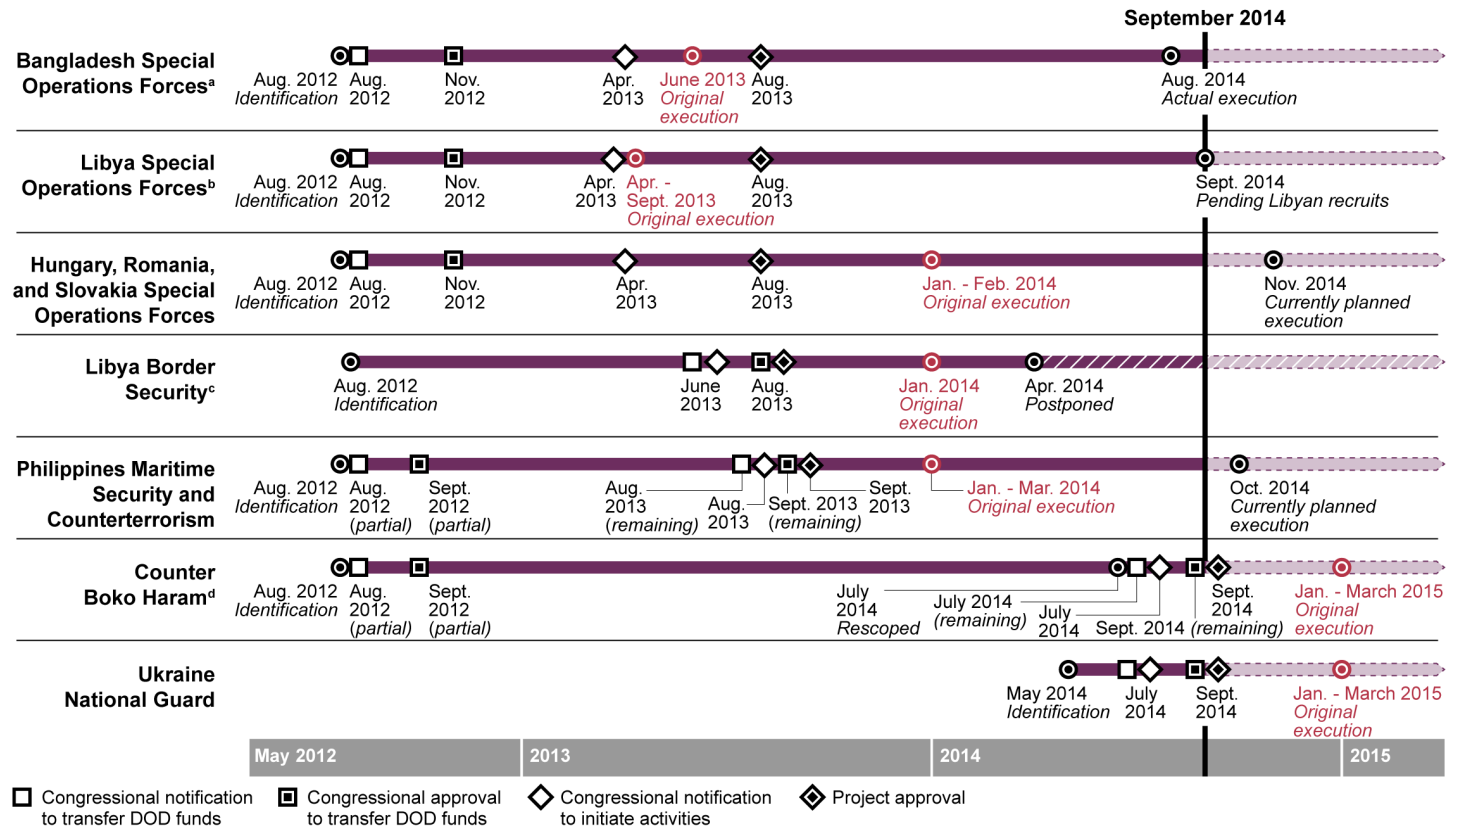 September 2014
Bangladesh Special
Operations Forcesa
Aug. 2012
Identification
Aug.
2012
Nov.
2012
Apr.
2013
June 2013
Original
execution
Aug.
2013
Aug. 2014
Actual execution
Libya Special
Operations Forcesb
Aug. 2012
Identification
Aug.
2012
Nov.
2012
Apr.
2013
Apr. -
Sept. 2013
Original execution
Aug.
2013
Sept. 2014
Pending Libyan recruits
Hungary, Romania,
and Slovakia Special
Operations Forces
Aug. 2012
Identification
Aug.
2012
Nov.
2012
Apr.
2013
Aug.
2013
Jan. - Feb. 2014
Original execution
Nov. 2014
Currently planned
execution
Libya Border
Securityc
Aug. 2012
Identification
June
2013
Aug.
2013
Jan. 2014
Original
execution
Apr. 2014
Postponed
Philippines Maritime
Security and
Counterterrorism
Aug. 2012
Identification
Aug.
2012
(partial)
Sept.
2012
(partial)
Aug.
2013
(remaining)
Aug.
2013
Sept. 2013
(remaining)
Sept.
2013
Jan. - Mar. 2014
Original execution
Oct. 2014
Currently planned
execution
Counter
Boko Haramd
Aug. 2012
Identification
Aug.
2012
(partial)
Sept.
2012
(partial)
July
2014
Rescoped
July 2014
(remaining)
July
2014
Sept. 2014 (remaining)
Sept.
2014
Jan. - March 2015
Original
execution
Ukraine
National Guard
May 2014
Identification
July
2014
Sept.
2014
Jan. - March 2015
Original
execution
May 2012
2013
2014
2015
Congressional notification
to transfer DOD funds
Congressional approval
to transfer DOD funds
Congressional notification
to initiate activities
Project approval